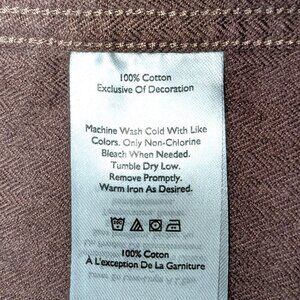 100% Cotton
Exclusive Of Decoration
Machine Wash Cold With Like
Colors. Only Non-Chlorine
Bleach When Needed.
Tumble Dry Low.
Remove Promptly.
Warm Iron As Desired.
100% Cotton
À L'exception De La Garniture